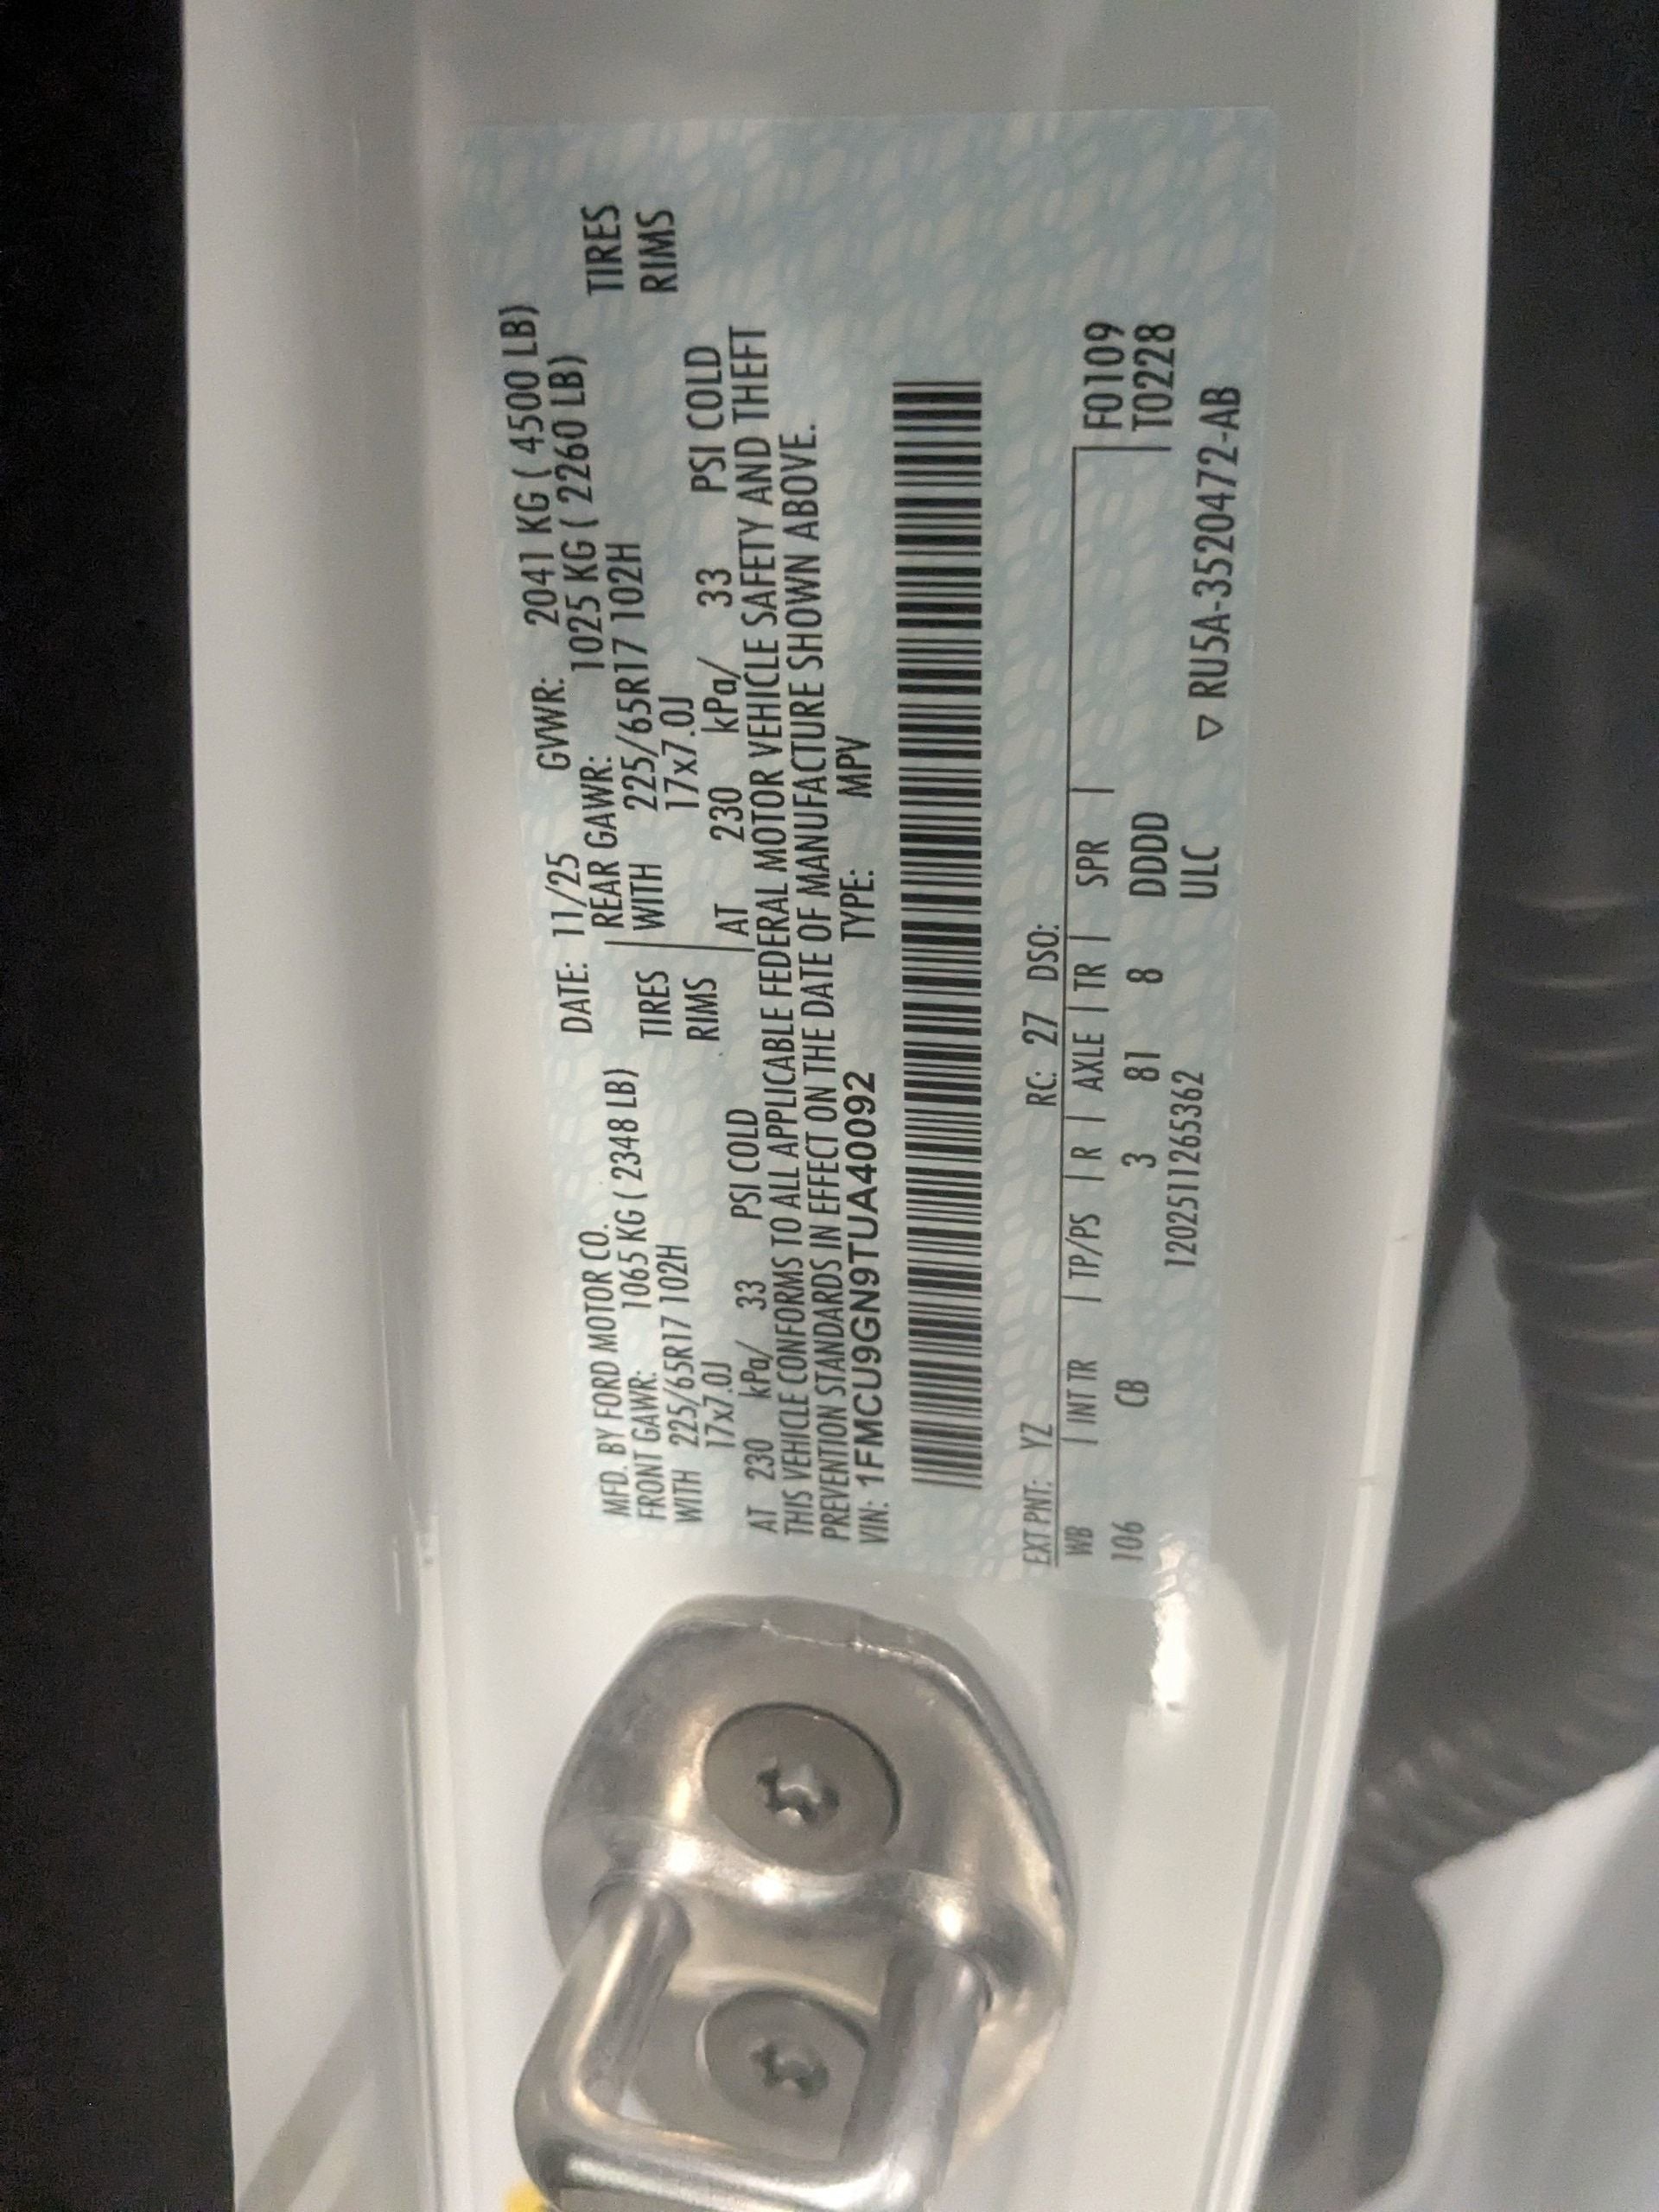 MFD. BY FORD MOTOR CO. DATE: 11/25 GVWR: 2041 KG ( 4500 LB)
FRONT GAWR: 1065 KG ( 2348 LB) REAR GAWR: 1025 KG ( 2260 LB)
WITH 225/65R17 102H TIRES WITH 225/65R17 102H TIRES
17x7.0J RIMS 17x7.0J RIMS
AT 230 kPa/ 33 PSI COLD AT 230 kPa/ 33 PSI COLD
THIS VEHICLE CONFORMS TO ALL APPLICABLE FEDERAL MOTOR VEHICLE SAFETY AND THEFT
PREVENTION STANDARDS IN EFFECT ON THE DATE OF MANUFACTURE SHOWN ABOVE.
VIN: 1FMCU9GN9TUA40092 TYPE: MPV
EXT PNT: YZ RC: 27 DSO:
WB | INT TR | TP/PS | R | AXLE | TR | SPR | F0109
106 CB 3 81 8 DDDD T0228
1202511265362 ULC ▽ RU5A-3520472-AB